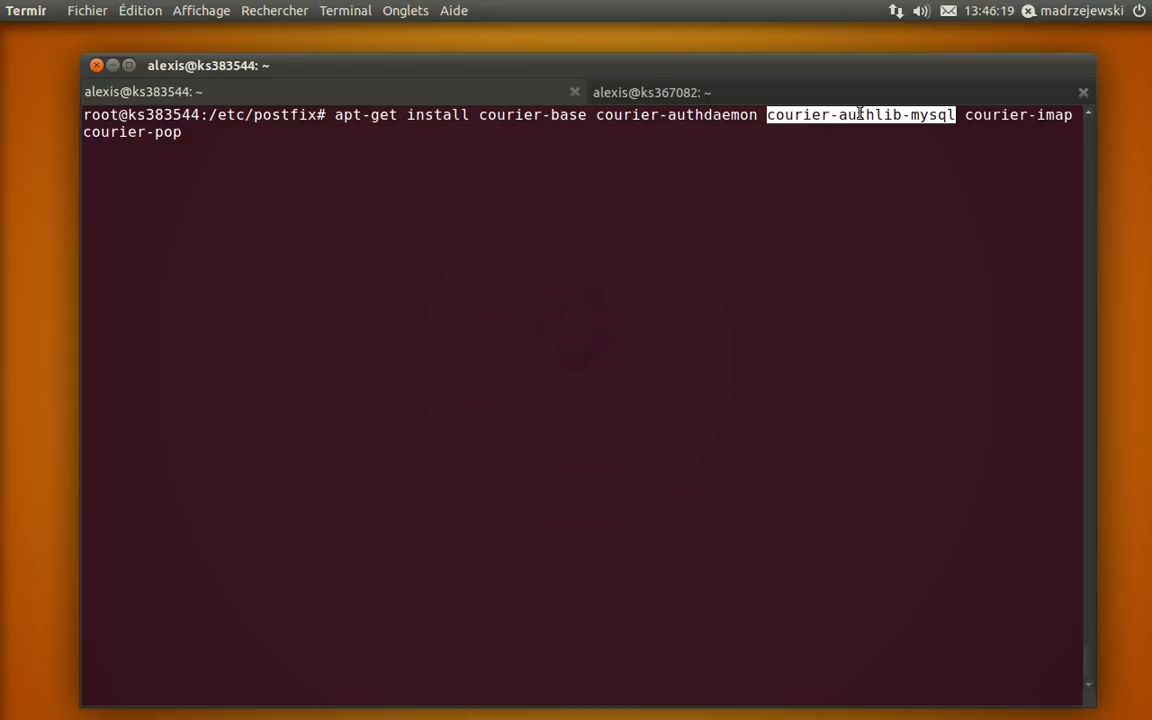 Termir Fichier Édition Affichage Rechercher Terminal Onglets Aide 13:46:19 madrzejewski
alexis@ks383544: ~
alexis@ks383544: ~ alexis@ks367082: ~
root@ks383544:/etc/postfix# apt-get install courier-base courier-authdaemon courier-authlib-mysql courier-imap
courier-pop